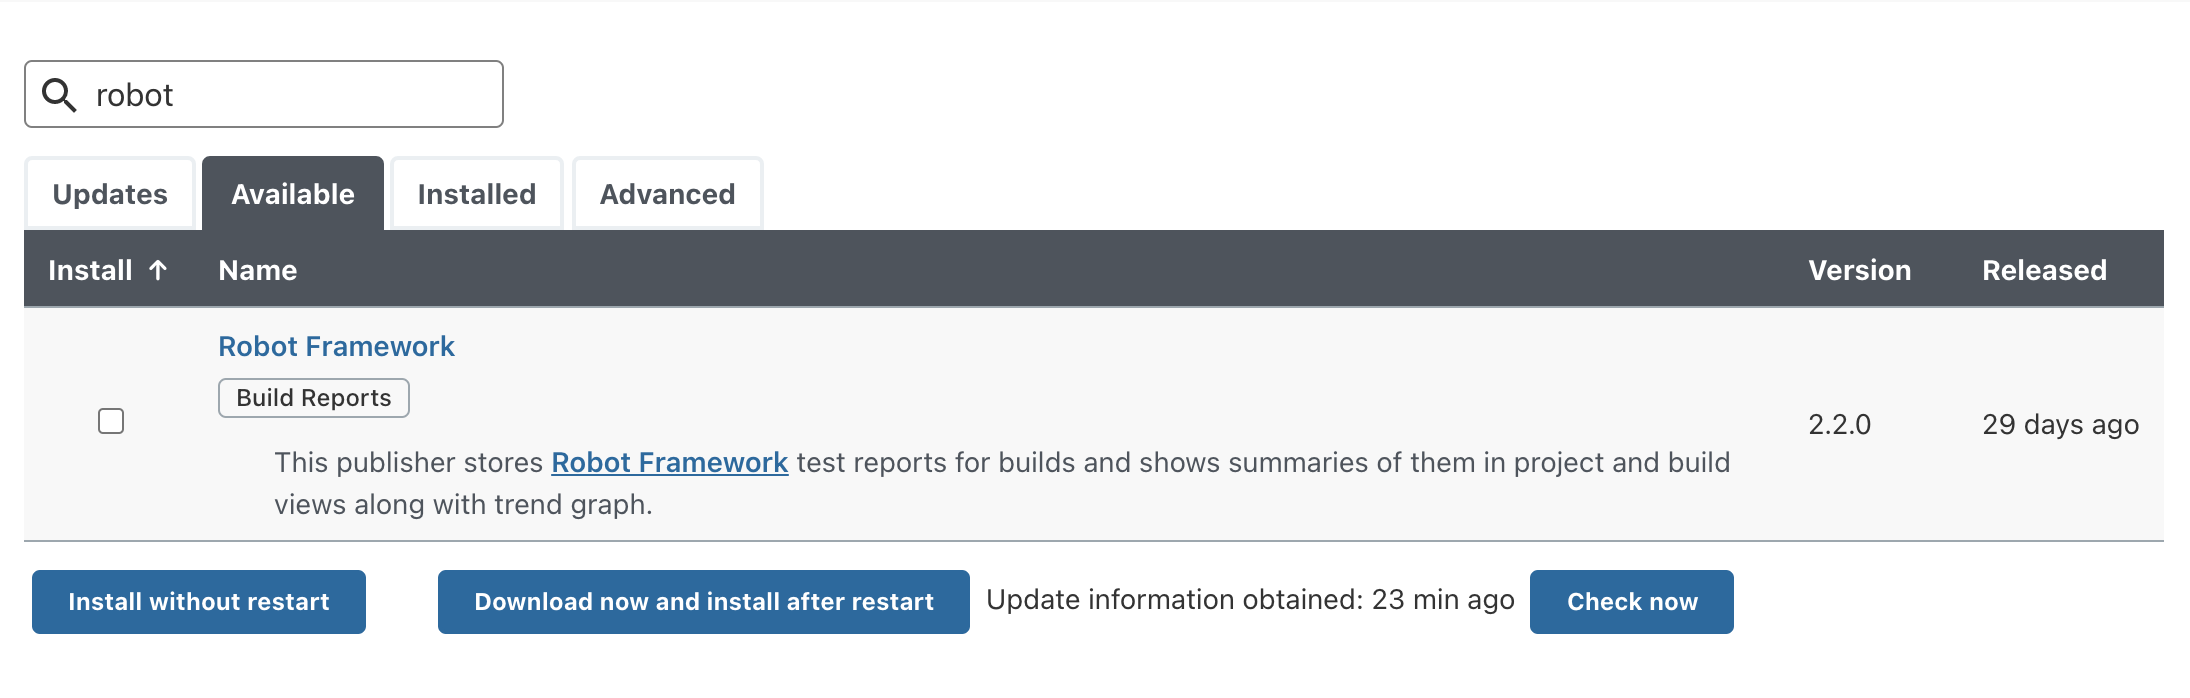 robot
Updates Available Installed Advanced
Install ↑ Name Version Released
Robot Framework
Build Reports
2.2.0 29 days ago
This publisher stores Robot Framework test reports for builds and shows summaries of them in project and build
views along with trend graph.
Install without restart Download now and install after restart Update information obtained: 23 min ago Check now